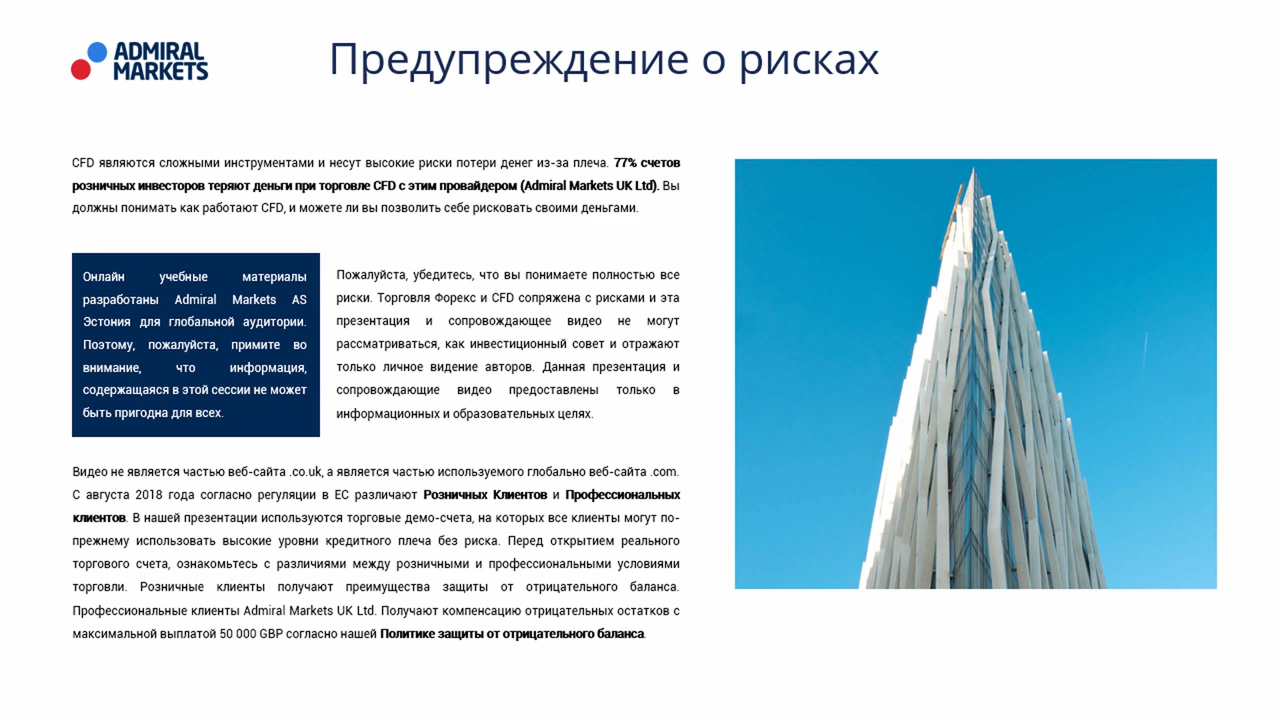 ADMIRAL
MARKETS
Предупреждение о рисках
CFD являются сложными инструментами и несут высокие риски потери денег из-за плеча. 77% счетов
розничных инвесторов теряют деньги при торговле CFD с этим провайдером (Admiral Markets UK Ltd). Вы
должны понимать как работают CFD, и можете ли вы позволить себе рисковать своими деньгами.
Онлайн учебные материалы
разработаны Admiral Markets AS
Эстония для глобальной аудитории.
Поэтому, пожалуйста, примите во
внимание, что информация,
содержащаяся в этой сессии не может
быть пригодна для всех.
Пожалуйста, убедитесь, что вы понимаете полностью все
риски. Торговля Форекс и CFD сопряжена с рисками и эта
презентация и сопровождающее видео не могут
рассматриваться, как инвестиционный совет и отражают
только личное видение авторов. Данная презентация и
сопровождающие видео предоставлены только в
информационных и образовательных целях.
Видео не является частью веб-сайта .co.uk, а является частью используемого глобально веб-сайта .com.
С августа 2018 года согласно регуляции в ЕС различают Розничных Клиентов и Профессиональных
клиентов. В нашей презентации используются торговые демо-счета, на которых все клиенты могут по-
прежнему использовать высокие уровни кредитного плеча без риска. Перед открытием реального
торгового счета, ознакомьтесь с различиями между розничными и профессиональными условиями
торговли. Розничные клиенты получают преимущества защиты от отрицательного баланса.
Профессиональные клиенты Admiral Markets UK Ltd. Получают компенсацию отрицательных остатков с
максимальной выплатой 50 000 GBP согласно нашей Политике защиты от отрицательного баланса.